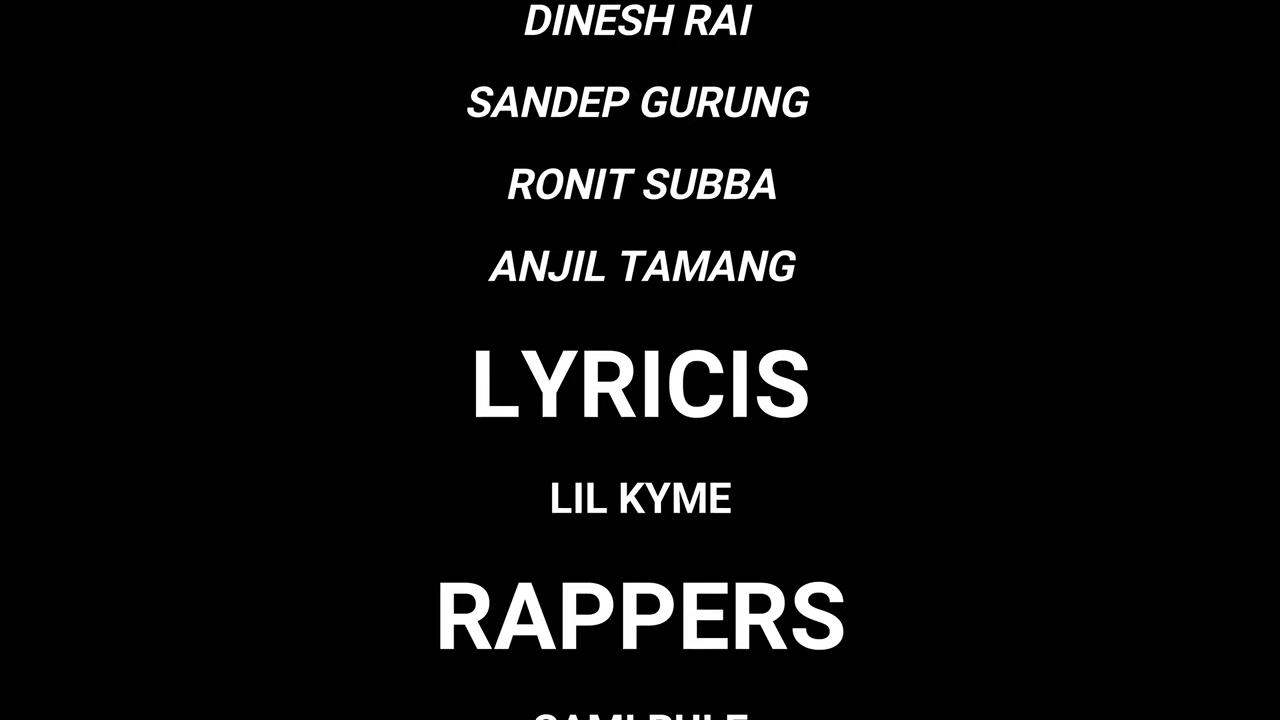 DINESH RAI
SANDEP GURUNG
RONIT SUBBA
ANJIL TAMANG
LYRICIS
LIL KYME
RAPPERS